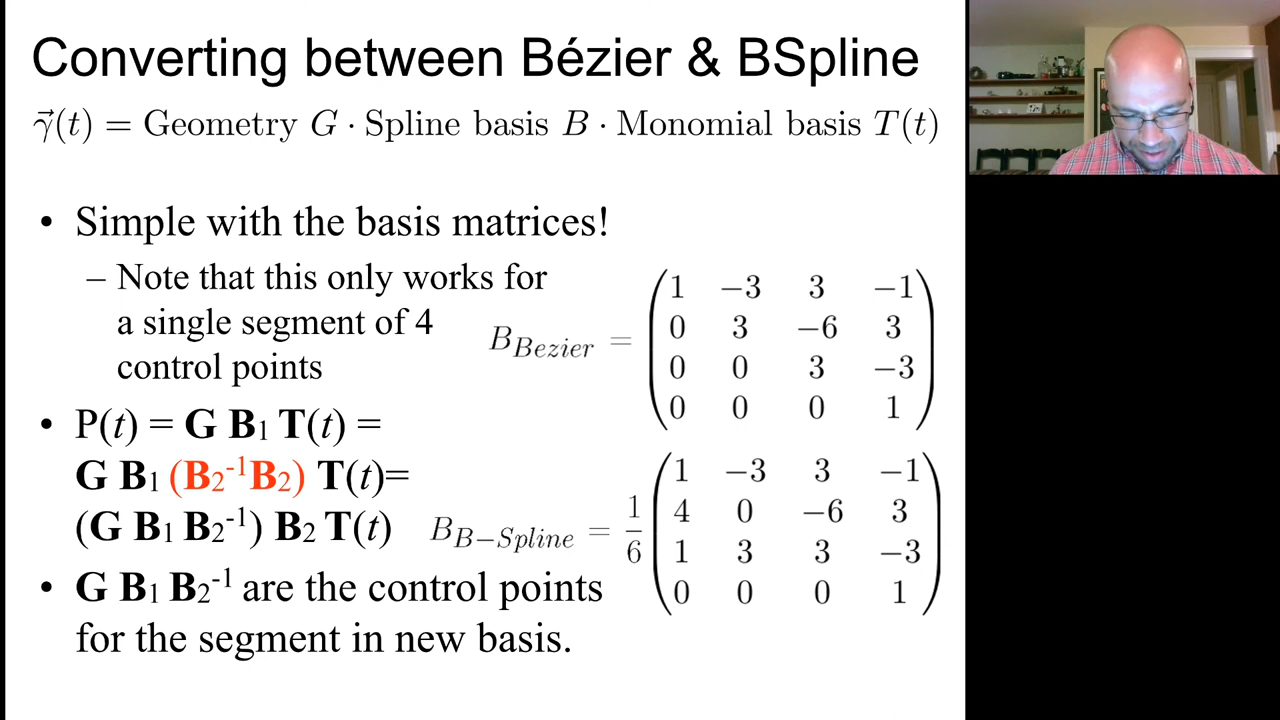 Converting between Bézier & BSpline
γ⃗(t) = Geometry G · Spline basis B · Monomial basis T(t)
• Simple with the basis matrices!
– Note that this only works for
a single segment of 4
control points
B_Bezier =
1 −3 3 −1
0 3 −6 3
0 0 3 −3
0 0 0 1
• P(t) = G B₁ T(t) =
G B₁ (B₂⁻¹B₂) T(t)=
(G B₁ B₂⁻¹) B₂ T(t)
B_B−Spline = 1/6
1 −3 3 −1
4 0 −6 3
1 3 3 −3
0 0 0 1
• G B₁ B₂⁻¹ are the control points
for the segment in new basis.